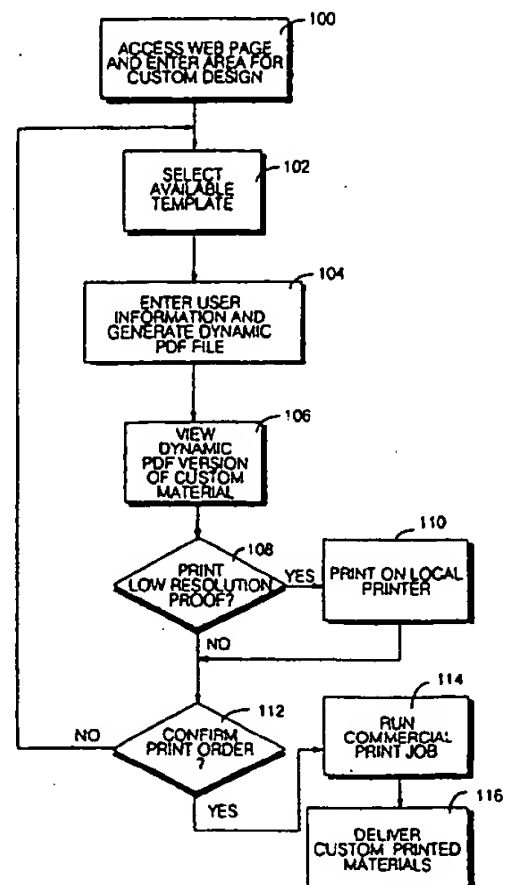 100
ACCESS WEB PAGE
AND ENTER AREA FOR
CUSTOM DESIGN
102
SELECT
AVAILABLE
TEMPLATE
104
ENTER USER
INFORMATION AND
GENERATE DYNAMIC
PDF FILE
106
VIEW
DYNAMIC
PDF VERSION
OF CUSTOM
MATERIAL
108
PRINT
LOW RESOLUTION
PROOF?
YES
110
PRINT ON LOCAL
PRINTER
NO
112
CONFIRM
PRINT ORDER
?
NO
YES
114
RUN
COMMERCIAL
PRINT JOB
116
DELIVER
CUSTOM PRINTED
MATERIALS